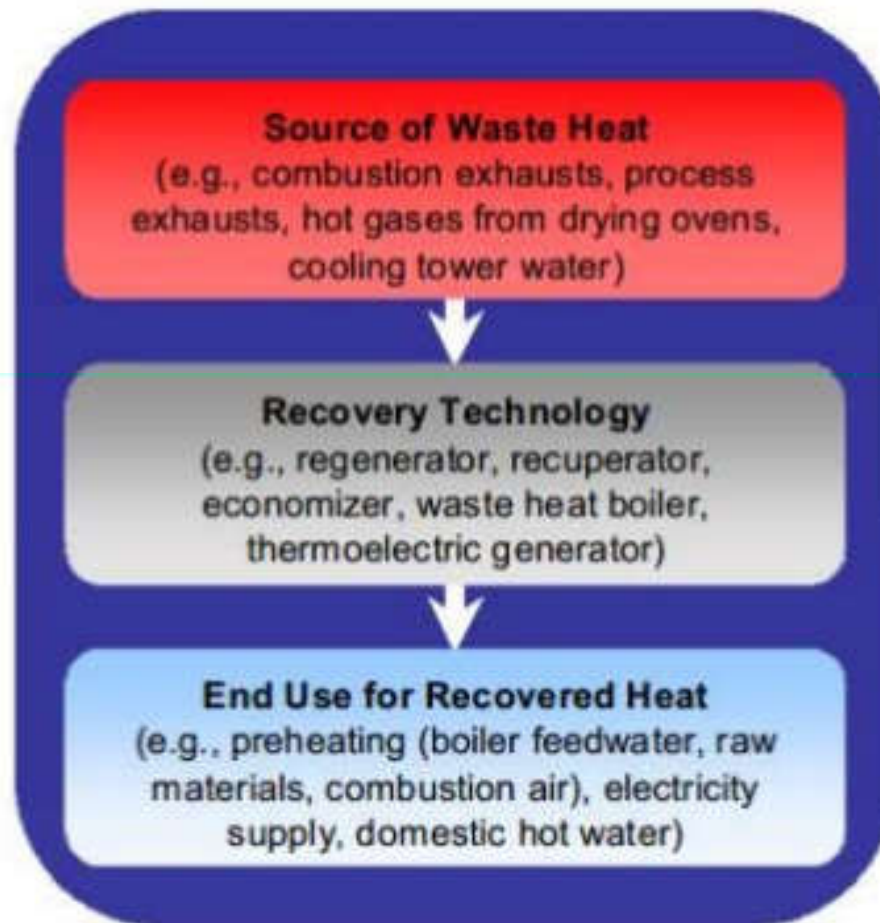 Source of Waste Heat
(e.g., combustion exhausts, process
exhausts, hot gases from drying ovens,
cooling tower water)
Recovery Technology
(e.g., regenerator, recuperator,
economizer, waste heat boiler,
thermoelectric generator)
End Use for Recovered Heat
(e.g., preheating (boiler feedwater, raw
materials, combustion air), electricity
supply, domestic hot water)